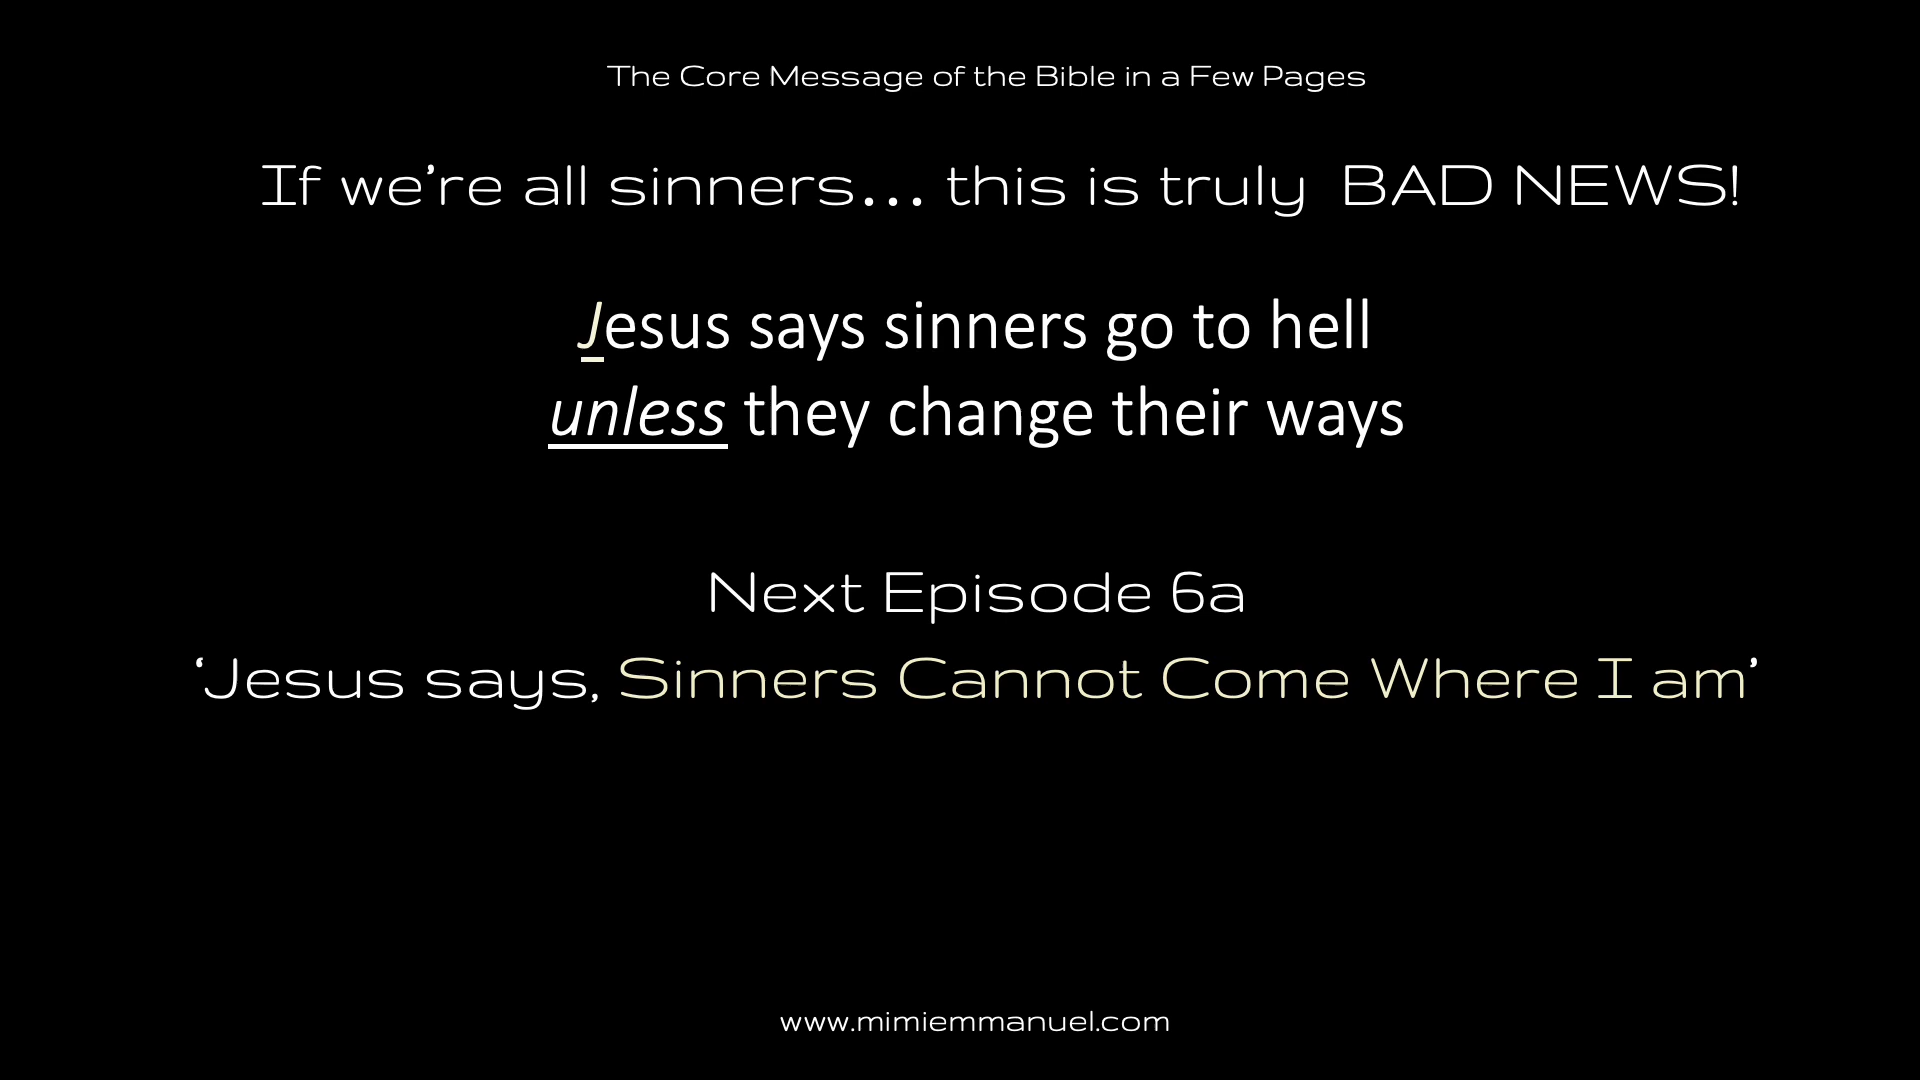 The Core Message of the Bible in a Few Pages
If we’re all sinners… this is truly  BAD NEWS!
Jesus says sinners go to hell
unless they change their ways
Next Episode 6a
‘Jesus says, Sinners Cannot Come Where I am’
www.mimiemmanuel.com